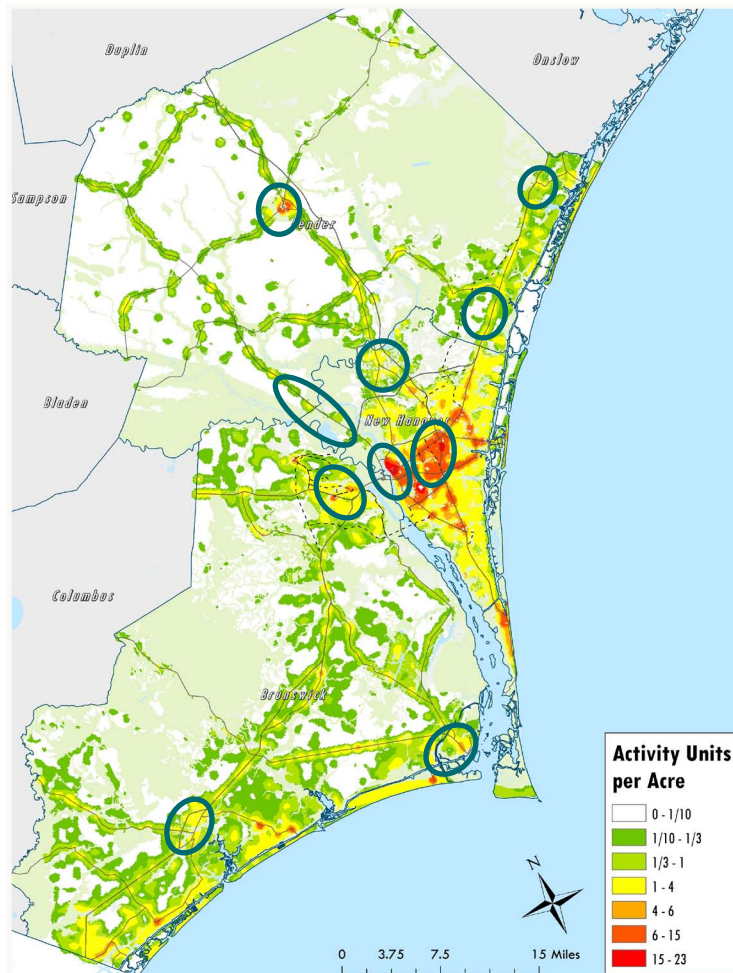 Duplin
Onslow
Sampson
Pender
Bladen
New Hanover
Columbus
Brunswick
Activity Units
per Acre
0 - 1/10
1/10 - 1/3
1/3 - 1
1 - 4
4 - 6
6 - 15
15 - 23
N
0 3.75 7.5 15 Miles